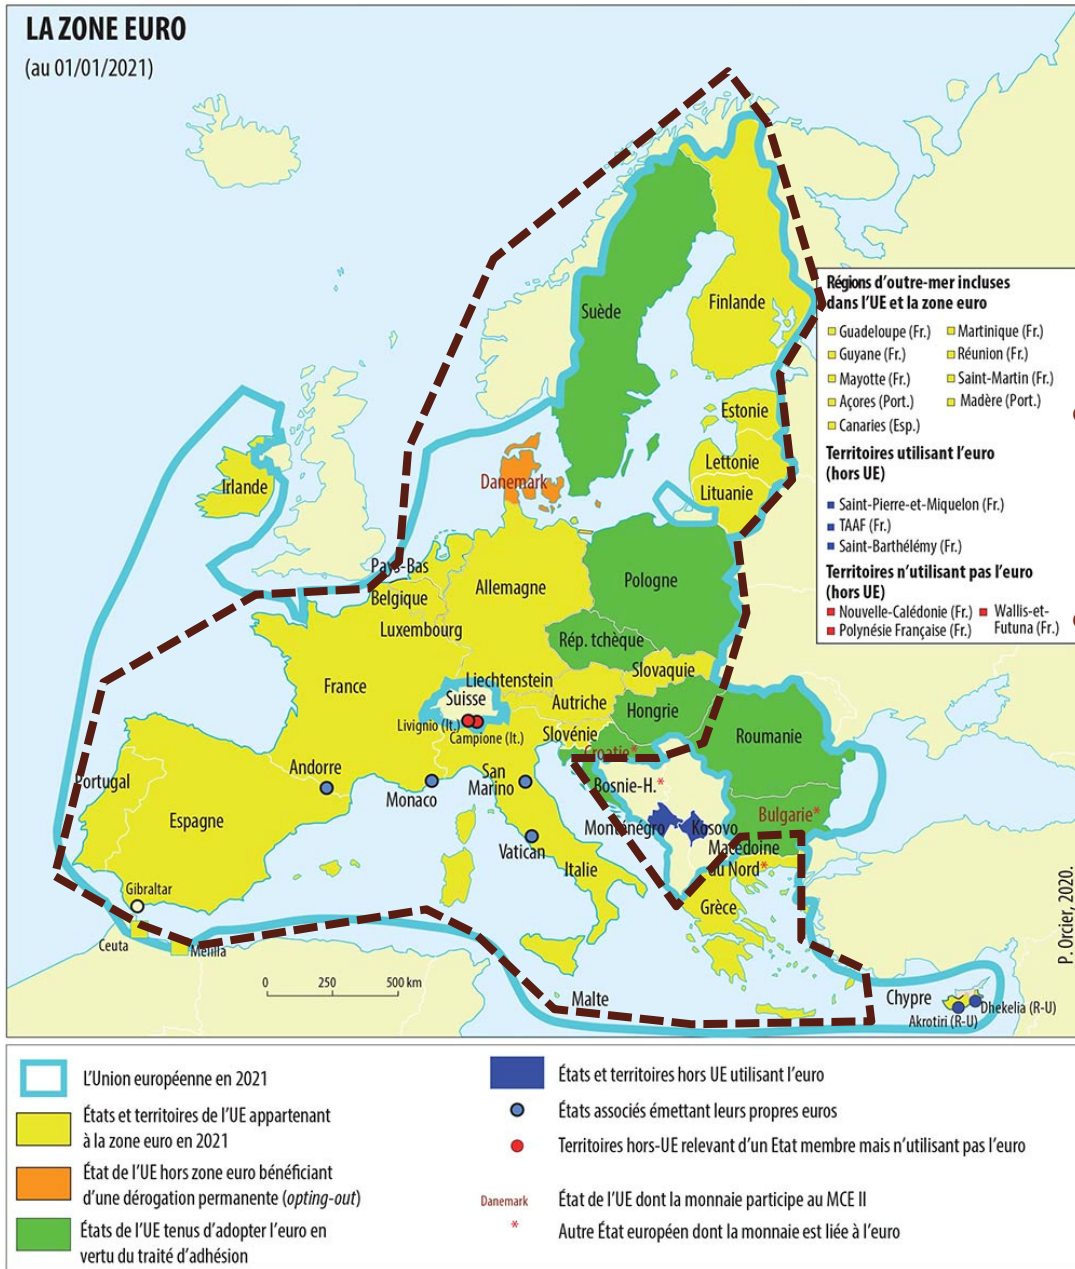 LA ZONE EURO
(au 01/01/2021)
Finlande
Suède
Estonie
Lettonie
Lituanie
Danemark
Irlande
Pays-Bas
Belgique
Luxembourg
Allemagne
Pologne
Rép. tchèque
Slovaquie
Liechtenstein
France
Suisse
Autriche
Hongrie
Livignio (It.)
Campione (It.)
Slovénie
Croatie*
Roumanie
Portugal
Andorre
Monaco
San
Marino
Bosnie-H.*
Espagne
Monténégro
Kosovo
Bulgarie*
Vatican
Italie
Macédoine
du Nord*
Gibraltar
Grèce
Ceuta
Melilla
0 250 500 km
Malte
Chypre
Dhekelia (R-U)
Akrotiri (R-U)
Régions d'outre-mer incluses
dans l'UE et la zone euro
Guadeloupe (Fr.)
Martinique (Fr.)
Guyane (Fr.)
Réunion (Fr.)
Mayotte (Fr.)
Saint-Martin (Fr.)
Açores (Port.)
Madère (Port.)
Canaries (Esp.)
Territoires utilisant l'euro
(hors UE)
Saint-Pierre-et-Miquelon (Fr.)
TAAF (Fr.)
Saint-Barthélémy (Fr.)
Territoires n'utilisant pas l'euro
(hors UE)
Nouvelle-Calédonie (Fr.)
Polynésie Française (Fr.)
Wallis-et-
Futuna (Fr.)
P. Orcier, 2020.
L'Union européenne en 2021
États et territoires de l'UE appartenant
à la zone euro en 2021
État de l'UE hors zone euro bénéficiant
d'une dérogation permanente (opting-out)
États de l'UE tenus d'adopter l'euro en
vertu du traité d'adhésion
États et territoires hors UE utilisant l'euro
États associés émettant leurs propres euros
Territoires hors-UE relevant d'un Etat membre mais n'utilisant pas l'euro
Danemark État de l'UE dont la monnaie participe au MCE II
* Autre État européen dont la monnaie est liée à l'euro